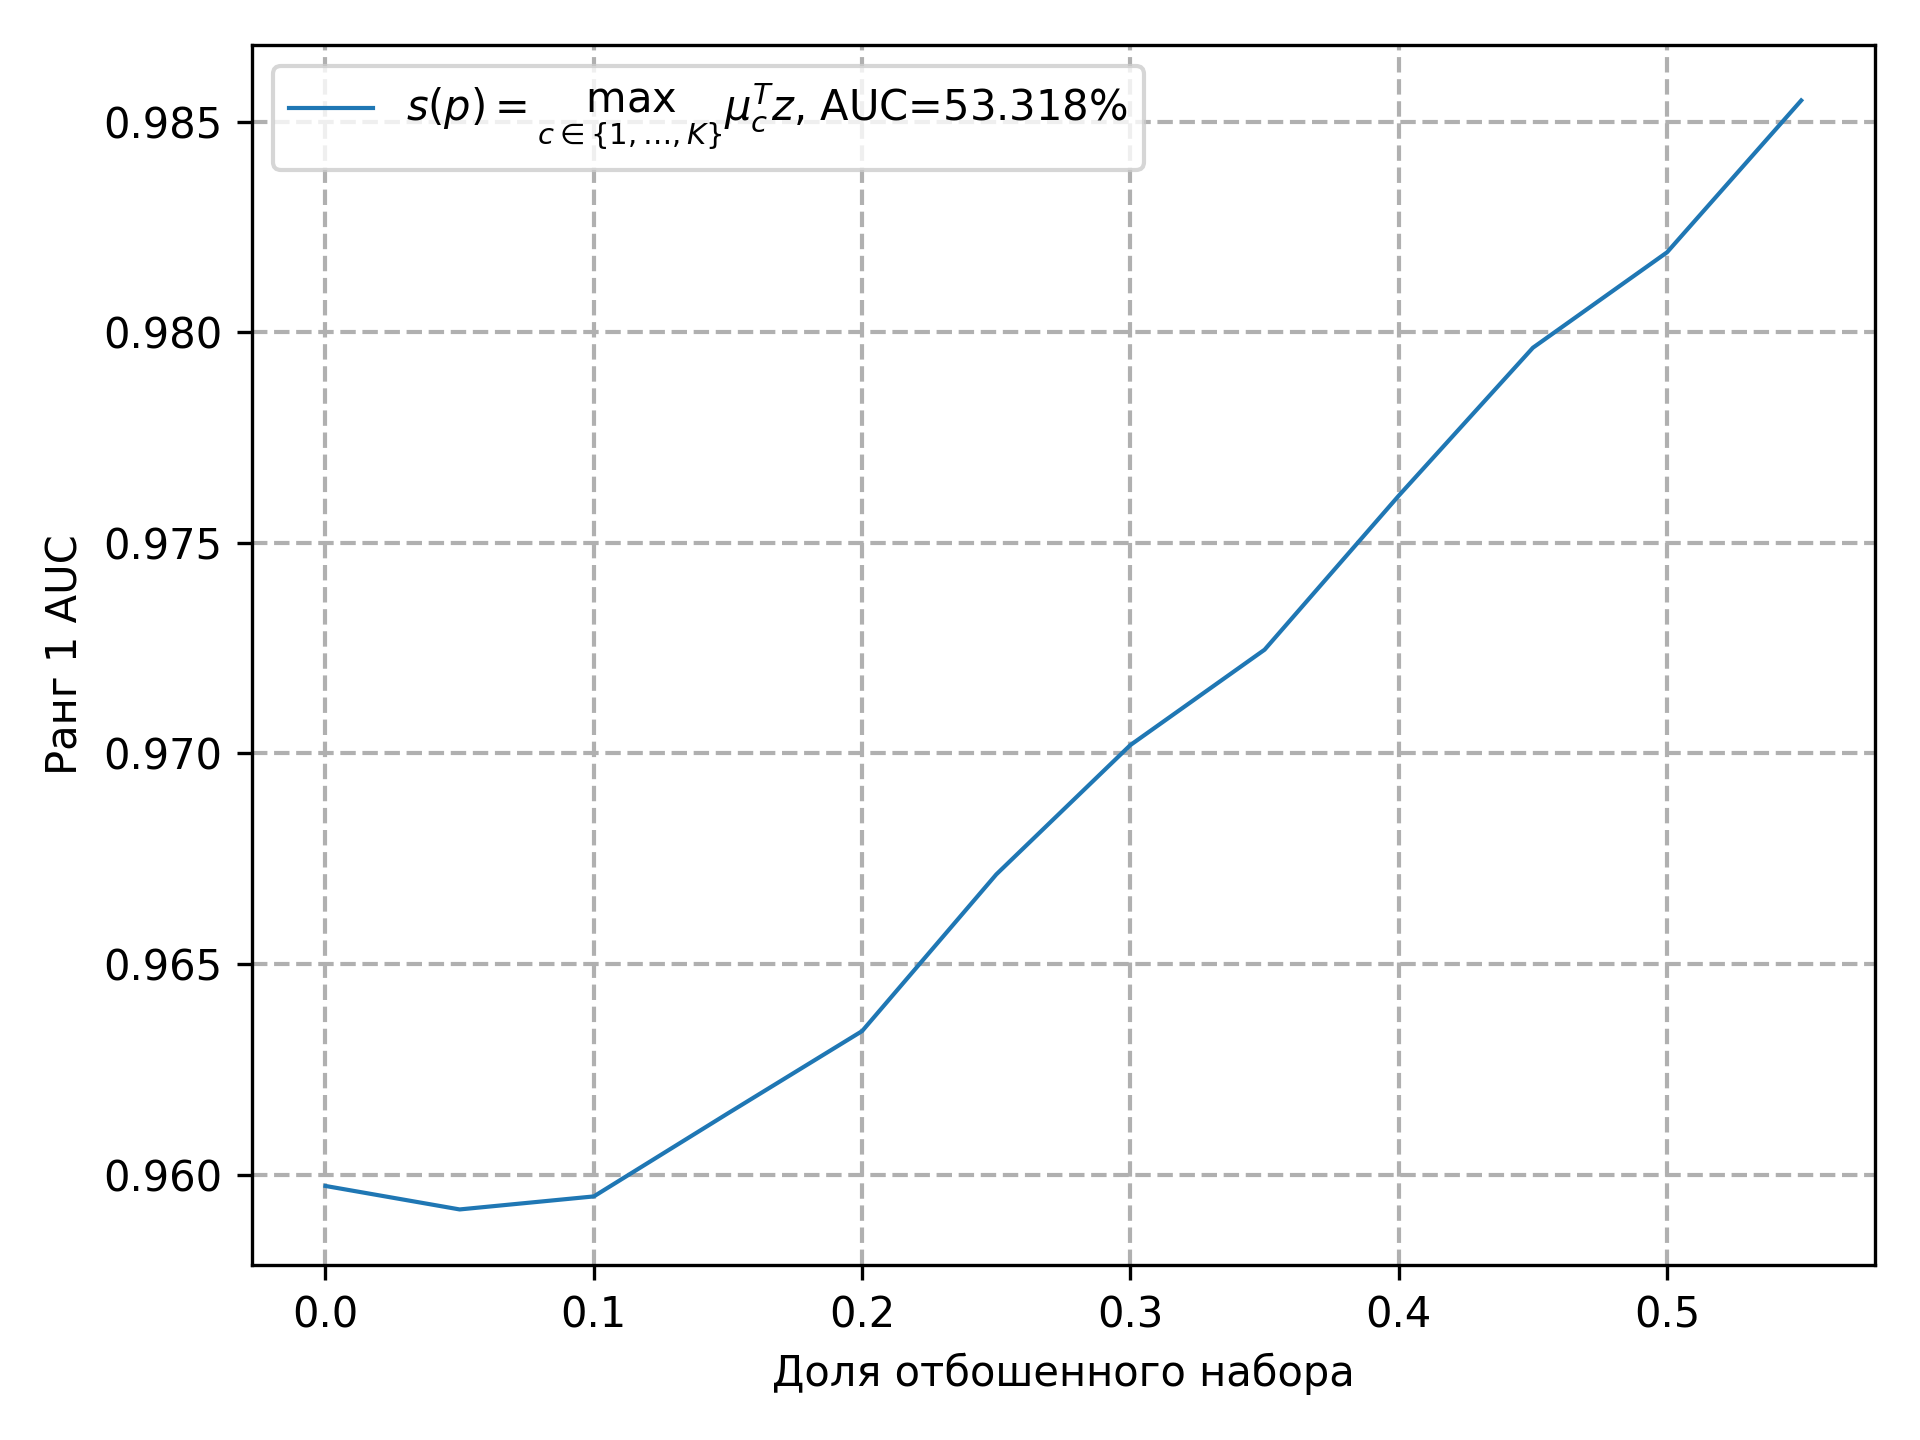 s(p) = max c∈{1,...,K} μ_c^T z, AUC=53.318%
0.985
0.980
0.975
0.970
0.965
0.960
Ранг 1 AUC
0.0 0.1 0.2 0.3 0.4 0.5
Доля отбошенного набора